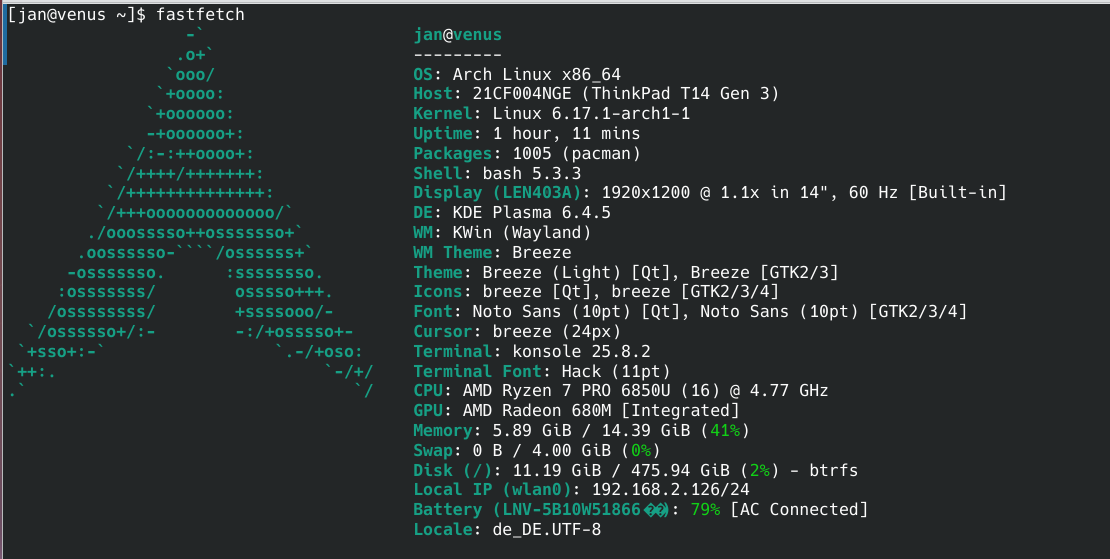 [jan@venus ~]$ fastfetch
                  -`                     jan@venus
                 .o+`                    ---------
                `ooo/                    OS: Arch Linux x86_64
               `+oooo:                   Host: 21CF004NGE (ThinkPad T14 Gen 3)
              `+oooooo:                  Kernel: Linux 6.17.1-arch1-1
              -+oooooo+:                 Uptime: 1 hour, 11 mins
            `/:-:++oooo+:                Packages: 1005 (pacman)
           `/++++/+++++++:               Shell: bash 5.3.3
          `/++++++++++++++:              Display (LEN403A): 1920x1200 @ 1.1x in 14", 60 Hz [Built-in]
         `/+++ooooooooooooo/`            DE: KDE Plasma 6.4.5
        ./ooosssso++osssssso+`           WM: KWin (Wayland)
       .oossssso-````/ossssss+`          WM Theme: Breeze
      -osssssso.      :ssssssso.         Theme: Breeze (Light) [Qt], Breeze [GTK2/3]
     :osssssss/        osssso+++.        Icons: breeze [Qt], breeze [GTK2/3/4]
    /ossssssss/        +ssssooo/-        Font: Noto Sans (10pt) [Qt], Noto Sans (10pt) [GTK2/3/4]
  `/ossssso+/:-        -:/+osssso+-      Cursor: breeze (24px)
 `+sso+:-`                 `.-/+oso:     Terminal: konsole 25.8.2
`++:.                           `-/+/    Terminal Font: Hack (11pt)
.`                                 `/    CPU: AMD Ryzen 7 PRO 6850U (16) @ 4.77 GHz
                                         GPU: AMD Radeon 680M [Integrated]
                                         Memory: 5.89 GiB / 14.39 GiB (41%)
                                         Swap: 0 B / 4.00 GiB (0%)
                                         Disk (/): 11.19 GiB / 475.94 GiB (2%) - btrfs
                                         Local IP (wlan0): 192.168.2.126/24
                                         Battery (LNV-5B10W51866��): 79% [AC Connected]
                                         Locale: de_DE.UTF-8